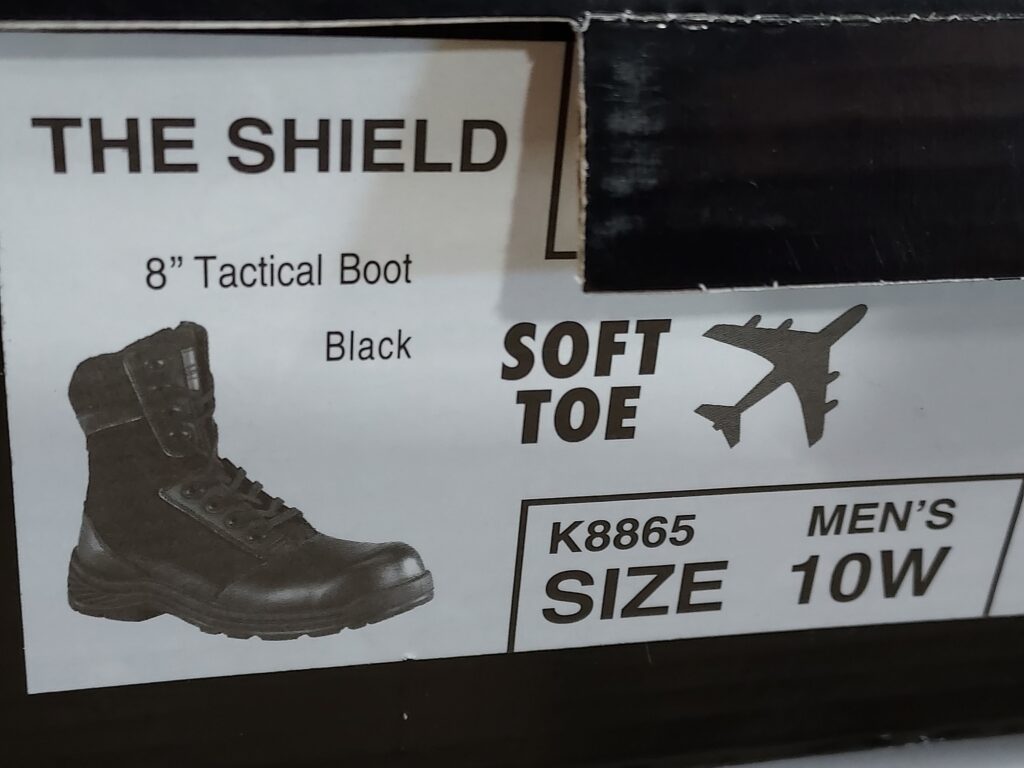 THE SHIELD
8” Tactical Boot
Black
SOFT
TOE
K8865 MEN’S
SIZE 10W